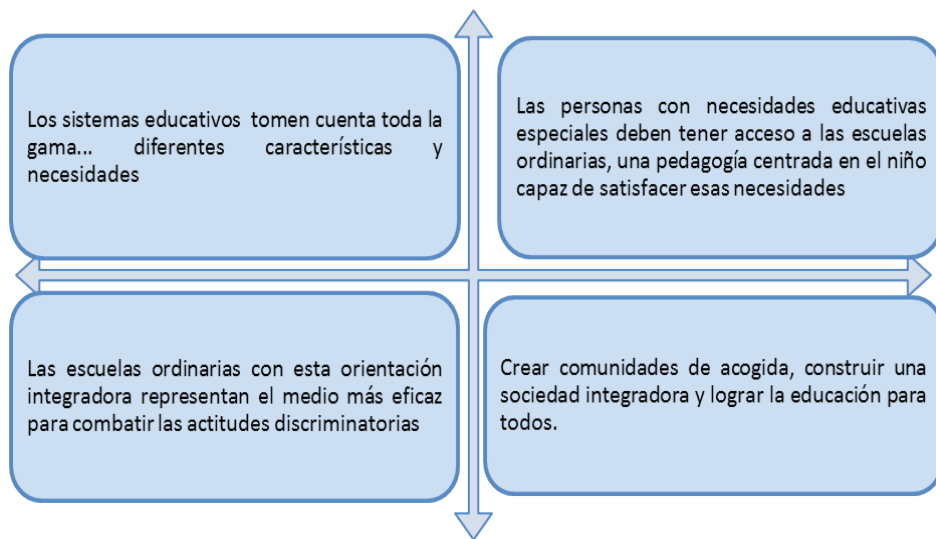 Los sistemas educativos tomen cuenta toda la
gama... diferentes características y
necesidades
Las personas con necesidades educativas
especiales deben tener acceso a las escuelas
ordinarias, una pedagogía centrada en el niño
capaz de satisfacer esas necesidades
Las escuelas ordinarias con esta orientación
integradora representan el medio más eficaz
para combatir las actitudes discriminatorias
Crear comunidades de acogida, construir una
sociedad integradora y lograr la educación para
todos.